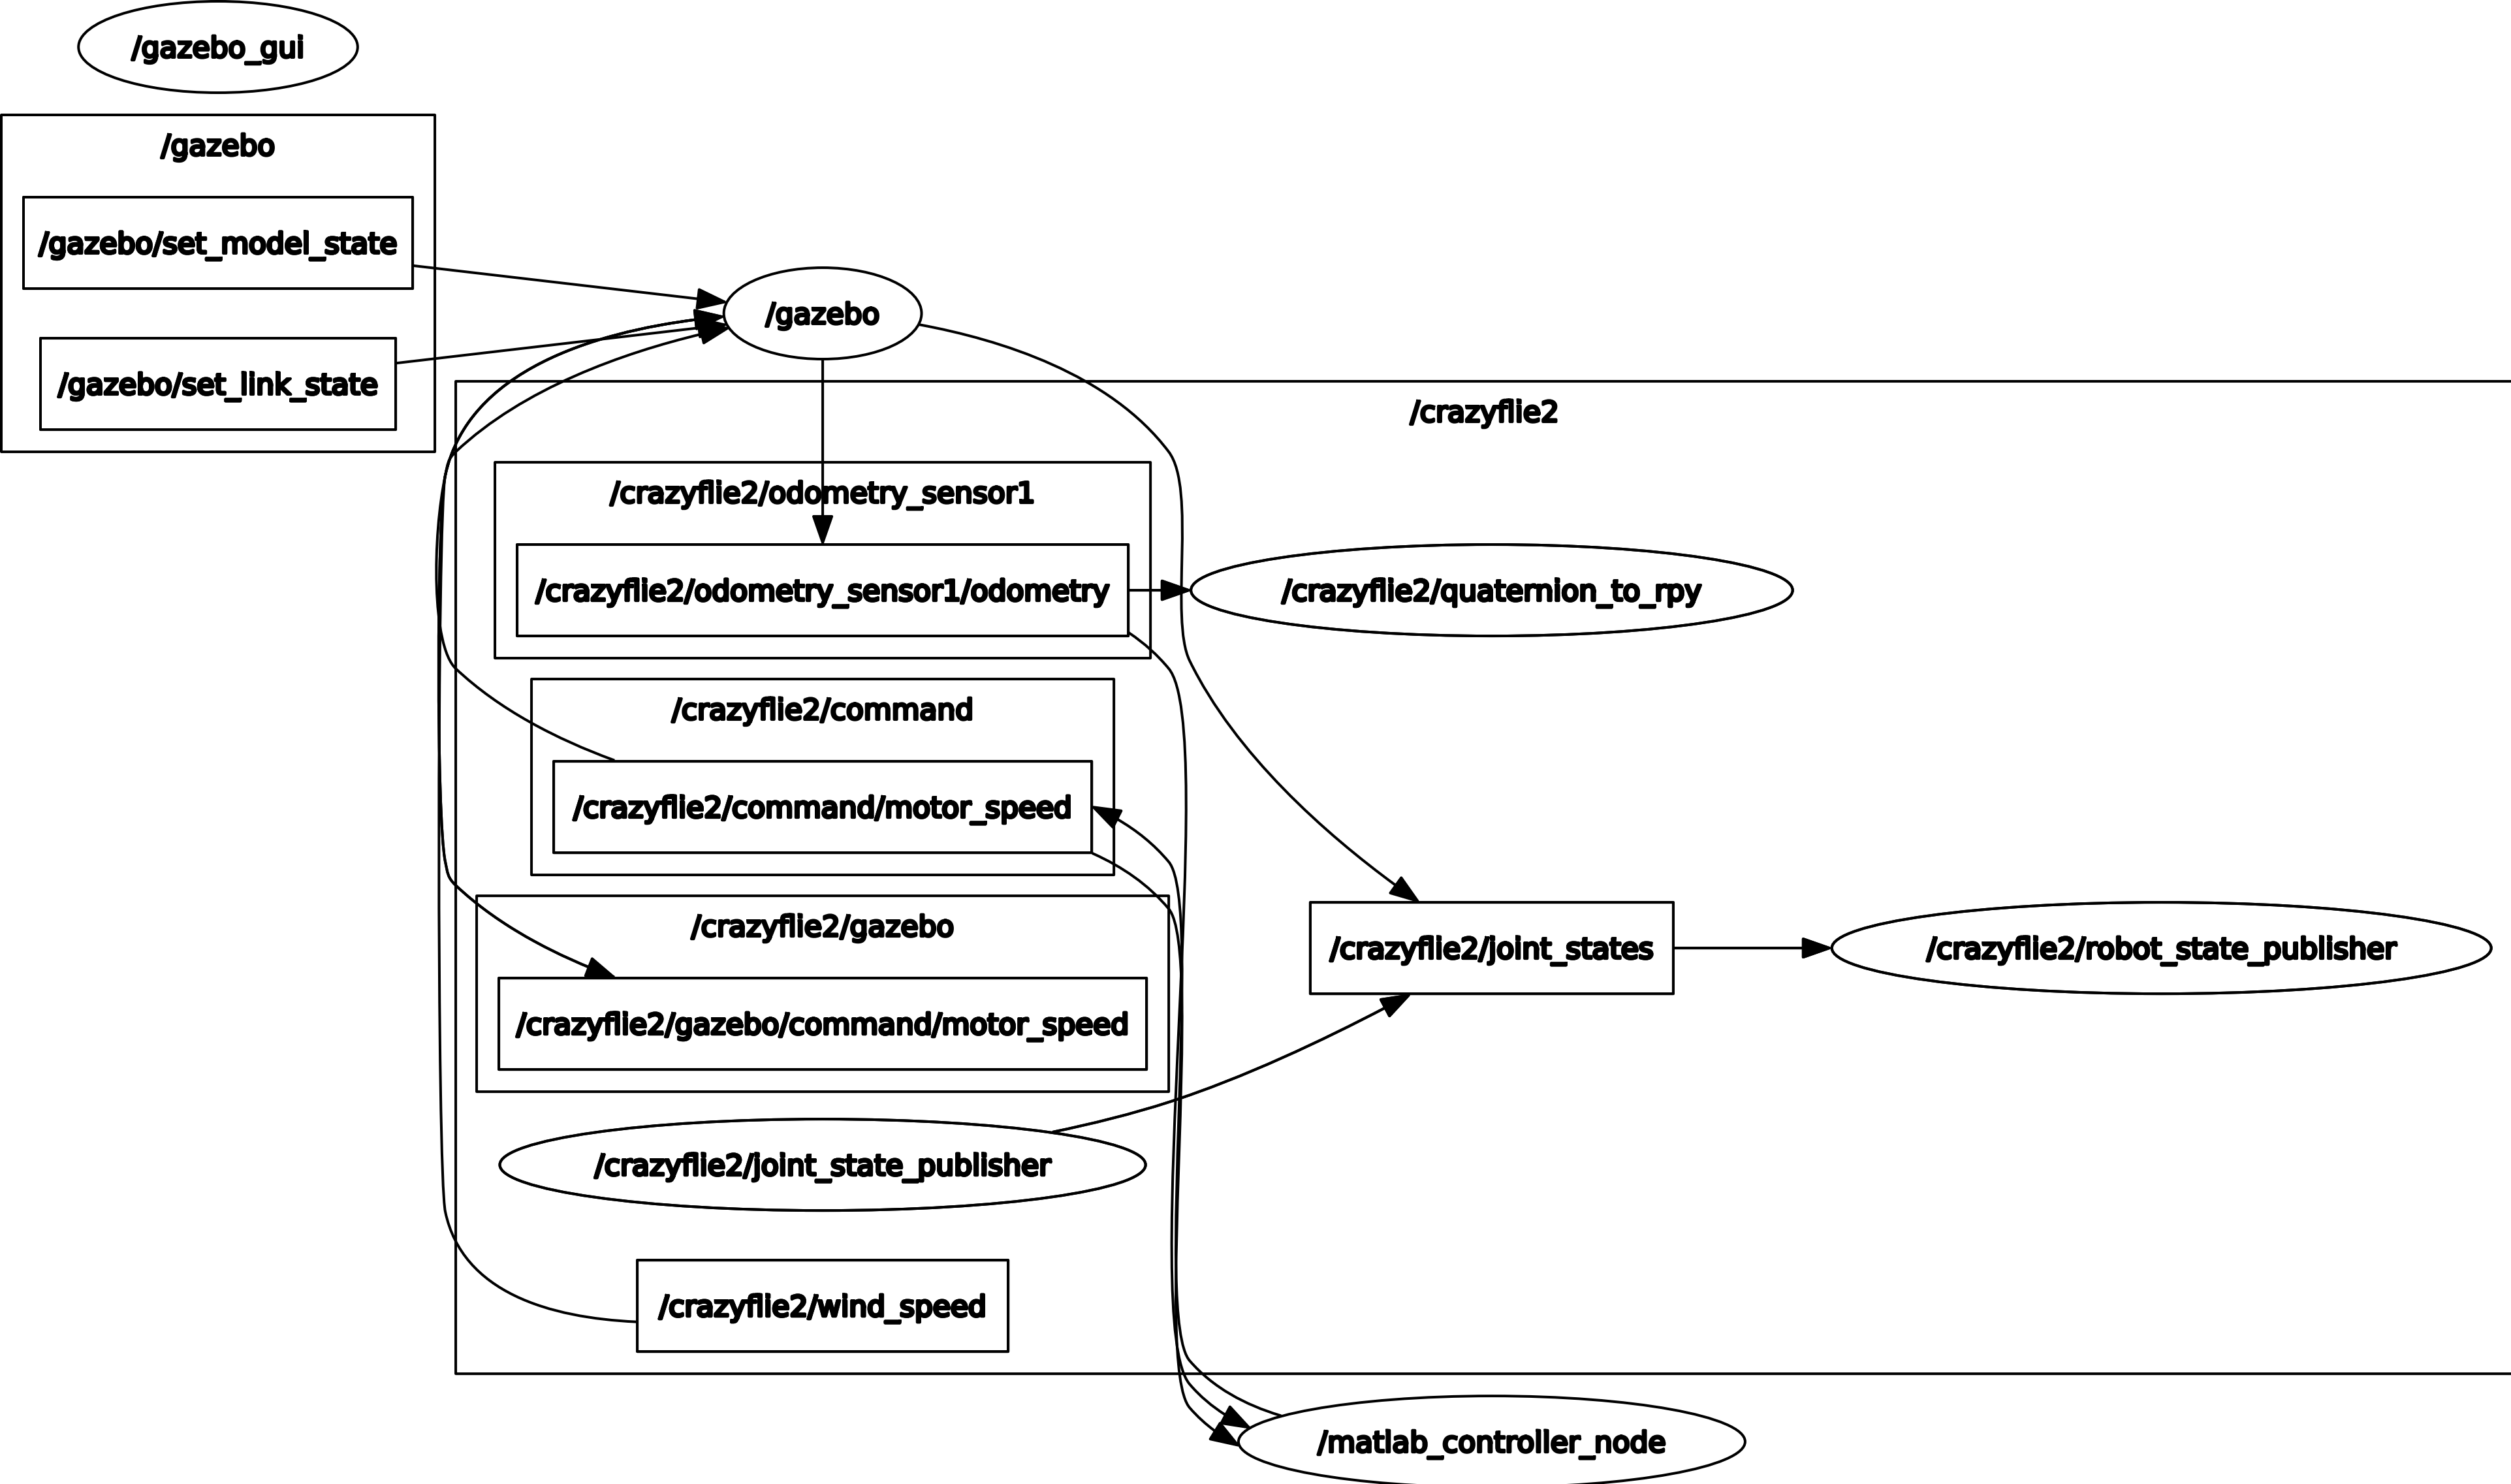 /gazebo_gui
/gazebo
/gazebo/set_model_state
/gazebo
/gazebo/set_link_state
/crazyflie2
/crazyflie2/odometry_sensor1
/crazyflie2/odometry_sensor1/odometry
/crazyflie2/quaternion_to_rpy
/crazyflie2/command
/crazyflie2/command/motor_speed
/crazyflie2/gazebo
/crazyflie2/joint_states
/crazyflie2/robot_state_publisher
/crazyflie2/gazebo/command/motor_speed
/crazyflie2/joint_state_publisher
/crazyflie2/wind_speed
/matlab_controller_node